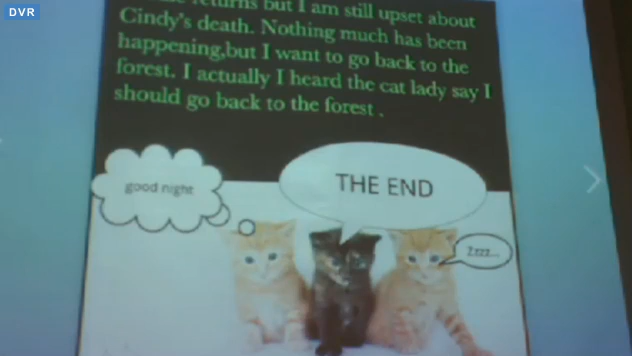 DVR
returns but I am still upset about
Cindy's death. Nothing much has been
happening,but I want to go back to the
forest. I actually I heard the cat lady say I
should go back to the forest .
good night
THE END
Zzzz...